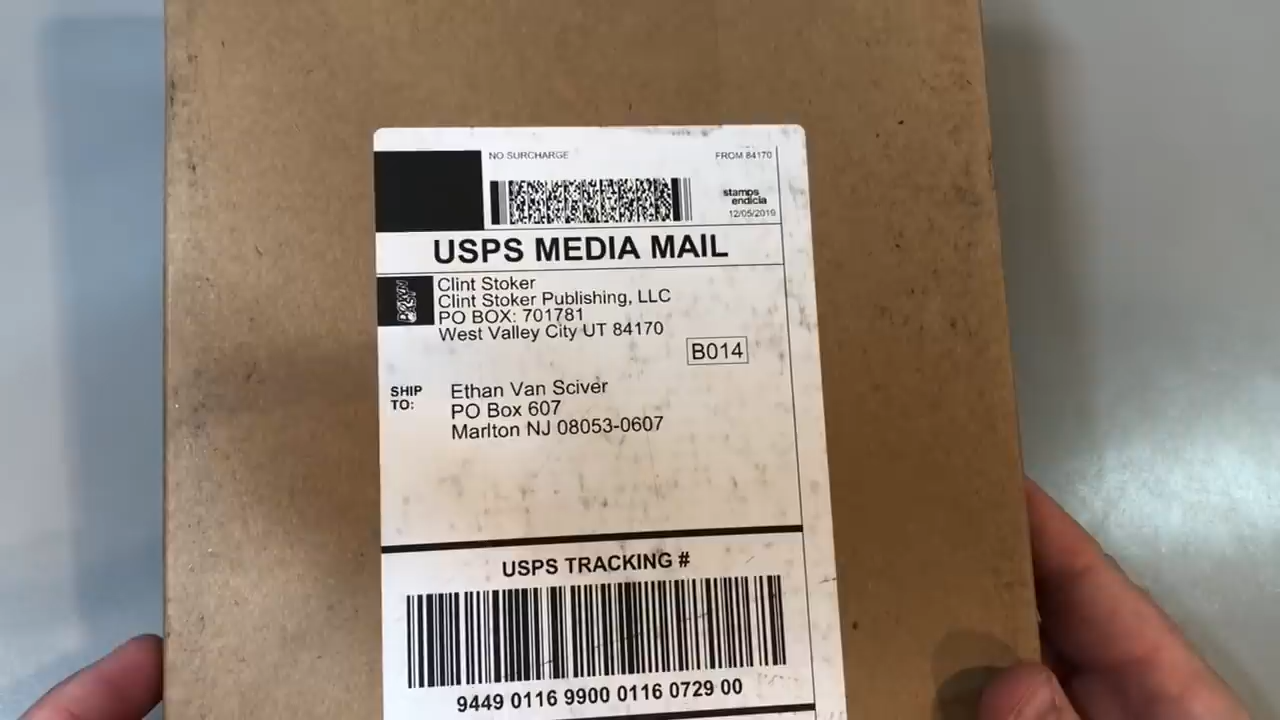 NO SURCHARGE
FROM 84170
stamps
endicia
12/05/2019
USPS MEDIA MAIL
Clint Stoker
Clint Stoker Publishing, LLC
PO BOX: 701781
West Valley City UT 84170
B014
SHIP
TO:
Ethan Van Sciver
PO Box 607
Marlton NJ 08053-0607
USPS TRACKING #
9449 0116 9900 0116 0729 00